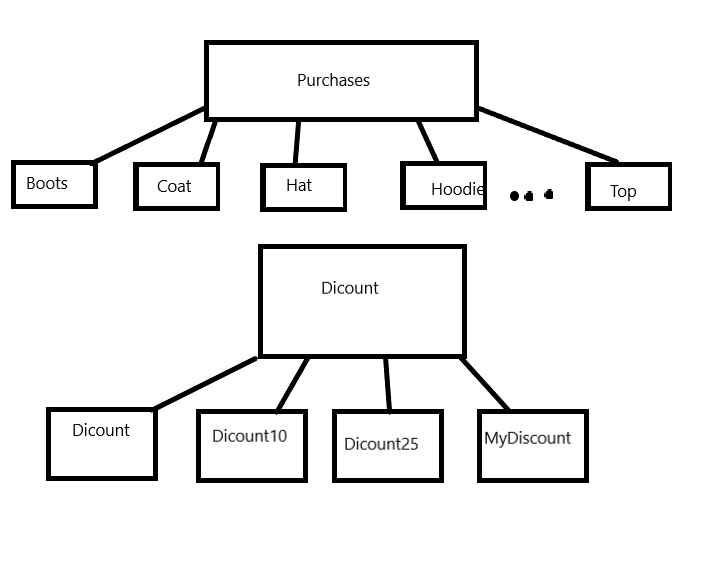 Purchases
Boots
Coat
Hat
Hoodie
Top
Dicount
Dicount
Dicount10
Dicount25
MyDiscount